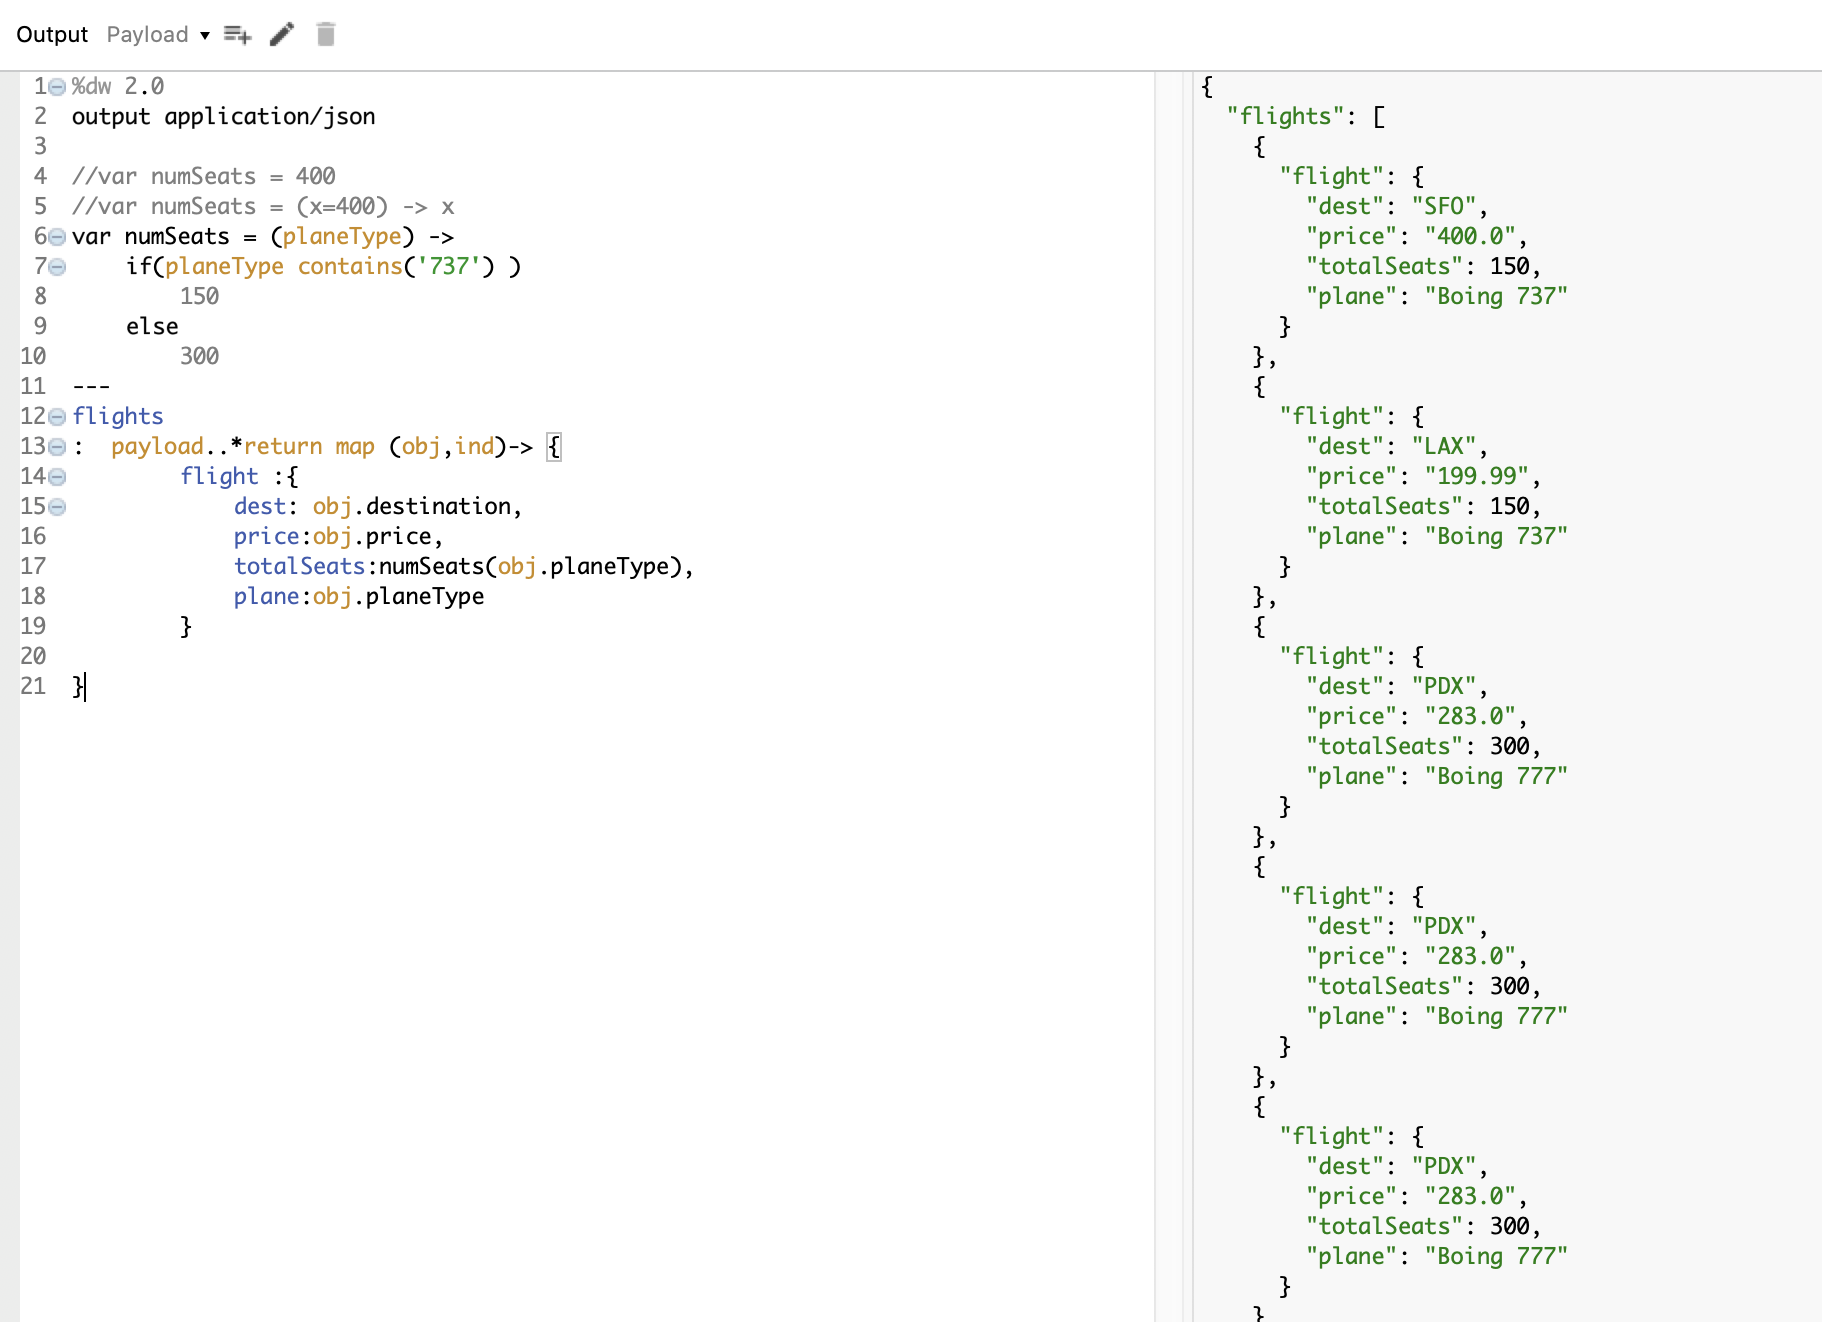 Output Payload
1 %dw 2.0
2 output application/json
3
4 //var numSeats = 400
5 //var numSeats = (x=400) -> x
6 var numSeats = (planeType) ->
7 if(planeType contains('737') )
8 150
9 else
10 300
11 ---
12 flights
13 :  payload..*return map (obj,ind)-> {
14 flight :{
15 dest: obj.destination,
16 price:obj.price,
17 totalSeats:numSeats(obj.planeType),
18 plane:obj.planeType
19 }
20
21 }
{
"flights": [
{
"flight": {
"dest": "SFO",
"price": "400.0",
"totalSeats": 150,
"plane": "Boing 737"
}
},
{
"flight": {
"dest": "LAX",
"price": "199.99",
"totalSeats": 150,
"plane": "Boing 737"
}
},
{
"flight": {
"dest": "PDX",
"price": "283.0",
"totalSeats": 300,
"plane": "Boing 777"
}
},
{
"flight": {
"dest": "PDX",
"price": "283.0",
"totalSeats": 300,
"plane": "Boing 777"
}
},
{
"flight": {
"dest": "PDX",
"price": "283.0",
"totalSeats": 300,
"plane": "Boing 777"
}
}